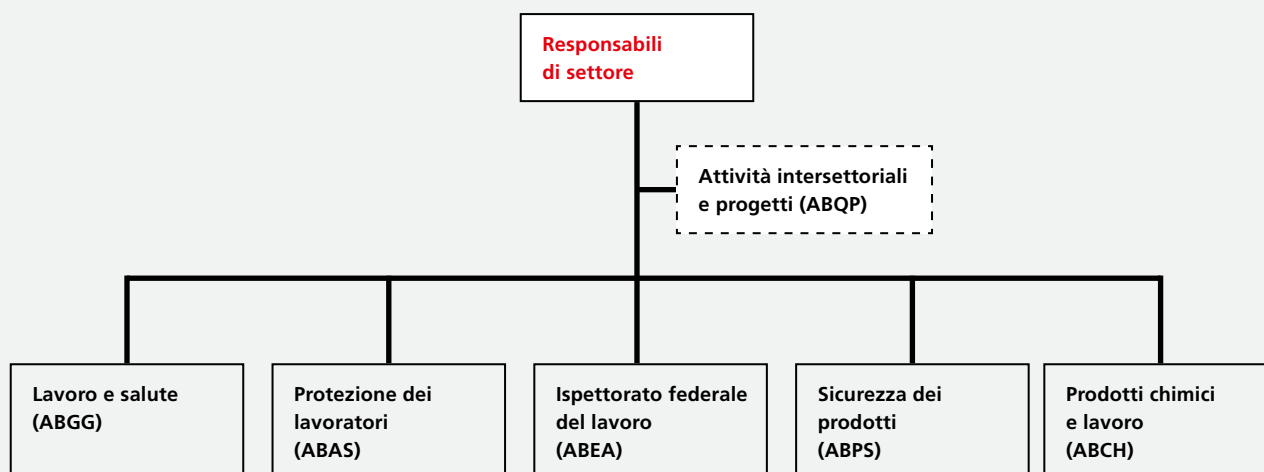 Responsabili
di settore
Attività intersettoriali
e progetti (ABQP)
Lavoro e salute
(ABGG)
Protezione dei
lavoratori
(ABAS)
Ispettorato federale
del lavoro
(ABEA)
Sicurezza dei
prodotti
(ABPS)
Prodotti chimici
e lavoro
(ABCH)